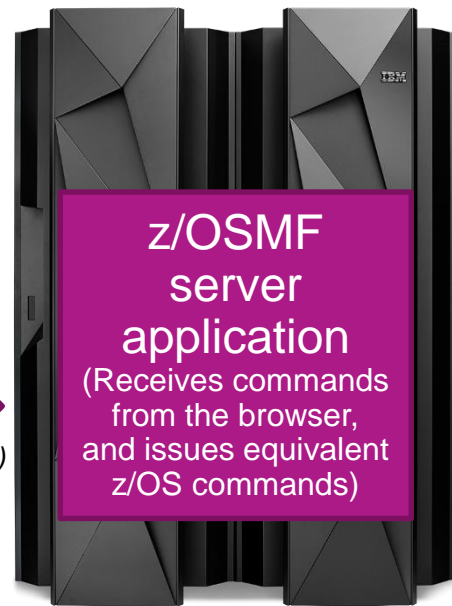 IBM
z/OSMF
server
application
(Receives commands
from the browser,
and issues equivalent
z/OS commands)
)